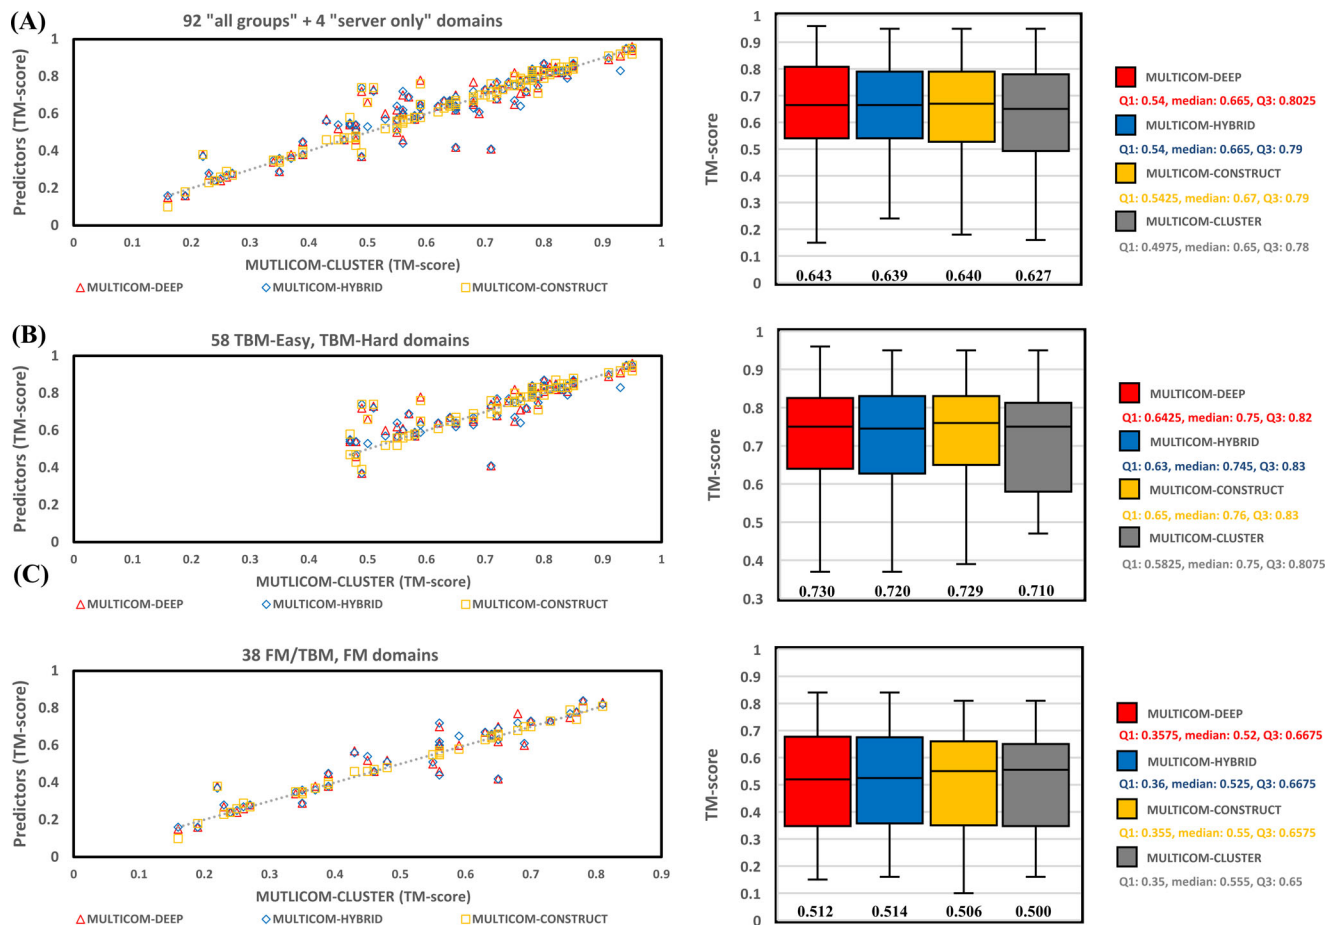 (A)
92 "all groups" + 4 "server only" domains
Predictors (TM-score)
1
0.8
0.6
0.4
0.2
0
0 0.1 0.2 0.3 0.4 0.5 0.6 0.7 0.8 0.9 1
MUTLICOM-CLUSTER (TM-score)
MULTICOM-DEEP MULTICOM-HYBRID MULTICOM-CONSTRUCT
TM-score
1
0.9
0.8
0.7
0.6
0.5
0.4
0.3
0.2
0.1
0
0.643 0.639 0.640 0.627
MULTICOM-DEEP
Q1: 0.54, median: 0.665, Q3: 0.8025
MULTICOM-HYBRID
Q1: 0.54, median: 0.665, Q3: 0.79
MULTICOM-CONSTRUCT
Q1: 0.5425, median: 0.67, Q3: 0.79
MULTICOM-CLUSTER
Q1: 0.4975, median: 0.65, Q3: 0.78
(B)
58 TBM-Easy, TBM-Hard domains
Predictors (TM-score)
1
0.8
0.6
0.4
0.2
0
0 0.1 0.2 0.3 0.4 0.5 0.6 0.7 0.8 0.9 1
MUTLICOM-CLUSTER (TM-score)
MULTICOM-DEEP MULTICOM-HYBRID MULTICOM-CONSTRUCT
TM-score
1
0.9
0.8
0.7
0.6
0.5
0.4
0.3
0.730 0.720 0.729 0.710
MULTICOM-DEEP
Q1: 0.6425, median: 0.75, Q3: 0.82
MULTICOM-HYBRID
Q1: 0.63, median: 0.745, Q3: 0.83
MULTICOM-CONSTRUCT
Q1: 0.65, median: 0.76, Q3: 0.83
MULTICOM-CLUSTER
Q1: 0.5825, median: 0.75, Q3: 0.8075
(C)
38 FM/TBM, FM domains
Predictors (TM-score)
1
0.8
0.6
0.4
0.2
0
0 0.1 0.2 0.3 0.4 0.5 0.6 0.7 0.8 0.9
MUTLICOM-CLUSTER (TM-score)
MULTICOM-DEEP MULTICOM-HYBRID MULTICOM-CONSTRUCT
TM-score
1
0.9
0.8
0.7
0.6
0.5
0.4
0.3
0.2
0.1
0
0.512 0.514 0.506 0.500
MULTICOM-DEEP
Q1: 0.3575, median: 0.52, Q3: 0.6675
MULTICOM-HYBRID
Q1: 0.36, median: 0.525, Q3: 0.6675
MULTICOM-CONSTRUCT
Q1: 0.355, median: 0.55, Q3: 0.6575
MULTICOM-CLUSTER
Q1: 0.35, median: 0.555, Q3: 0.65